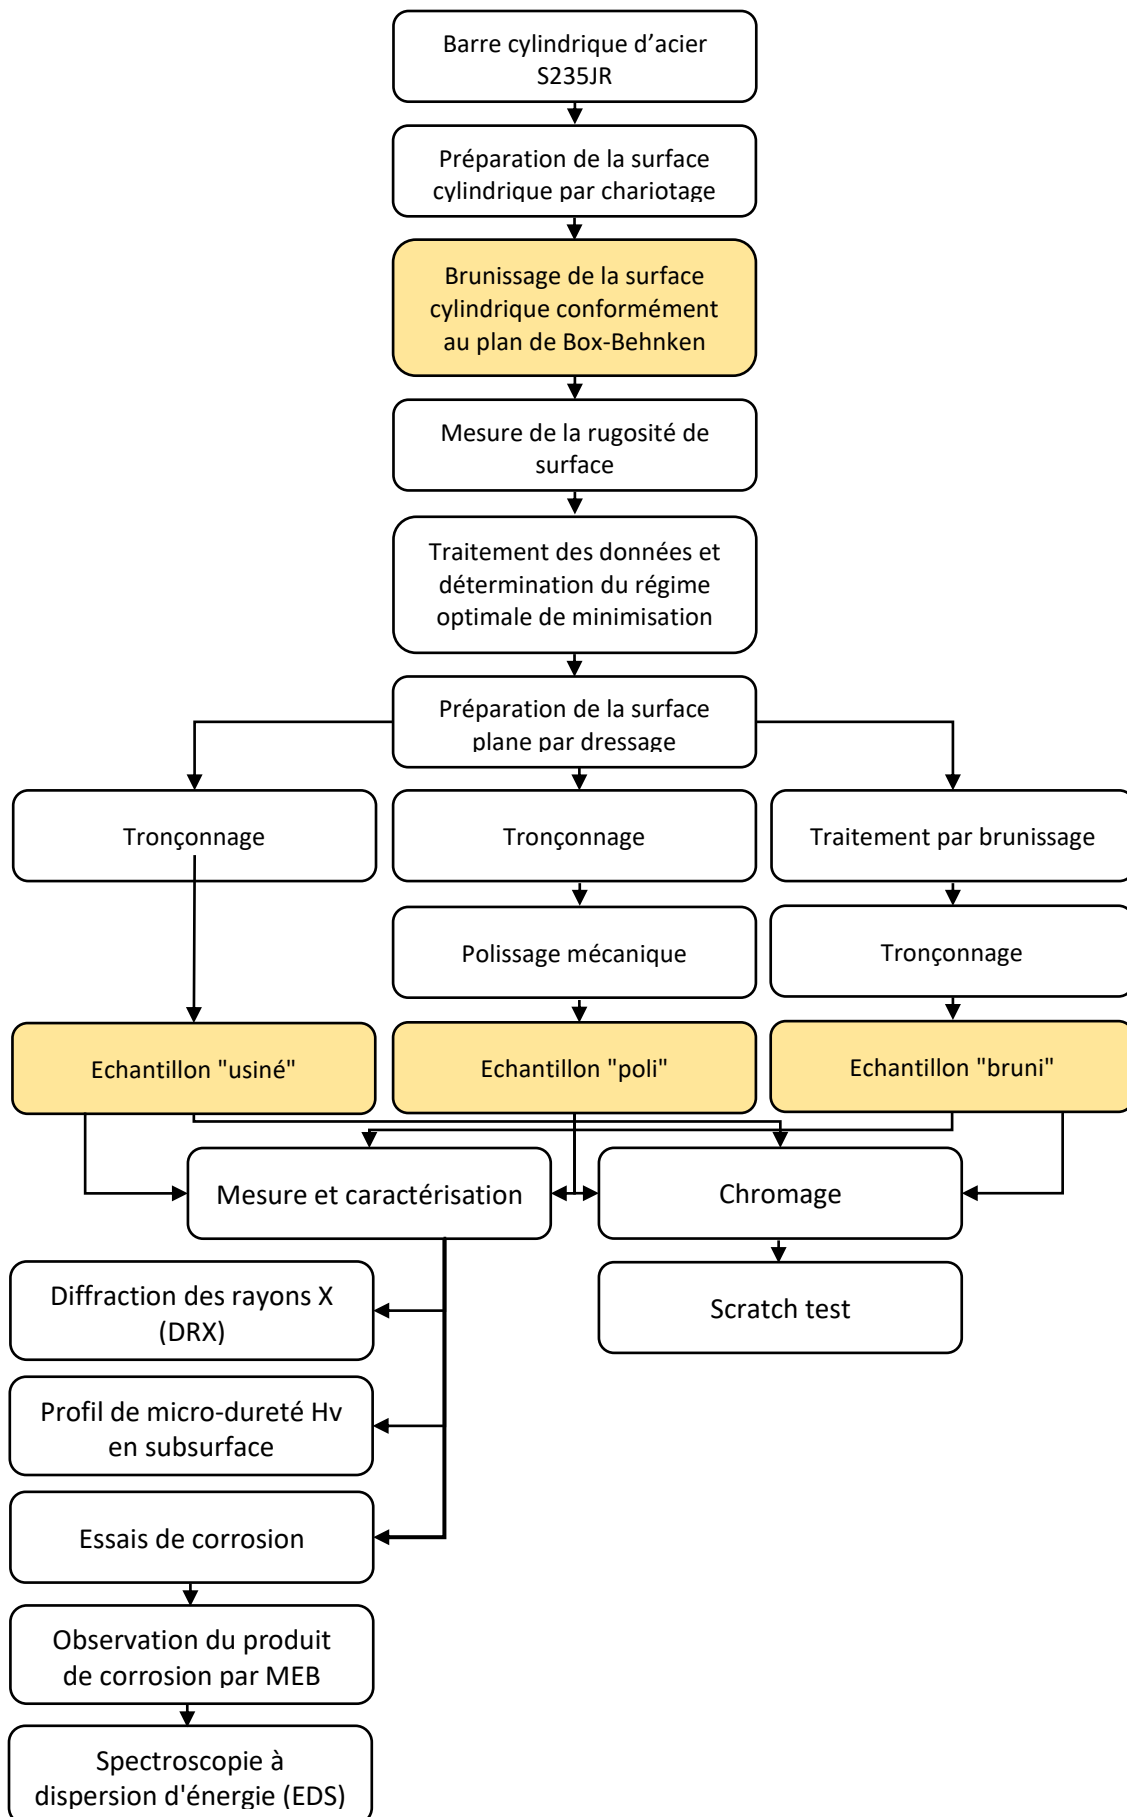 Barre cylindrique d’acier
S235JR
Préparation de la surface
cylindrique par chariotage
Brunissage de la surface
cylindrique conformément
au plan de Box-Behnken
Mesure de la rugosité de
surface
Traitement des données et
détermination du régime
optimale de minimisation
Préparation de la surface
plane par dressage
Tronçonnage
Tronçonnage
Traitement par brunissage
Polissage mécanique
Tronçonnage
Echantillon "usiné"
Echantillon "poli"
Echantillon "bruni"
Mesure et caractérisation
Chromage
Diffraction des rayons X
(DRX)
Scratch test
Profil de micro-dureté Hv
en subsurface
Essais de corrosion
Observation du produit
de corrosion par MEB
Spectroscopie à
dispersion d'énergie (EDS)